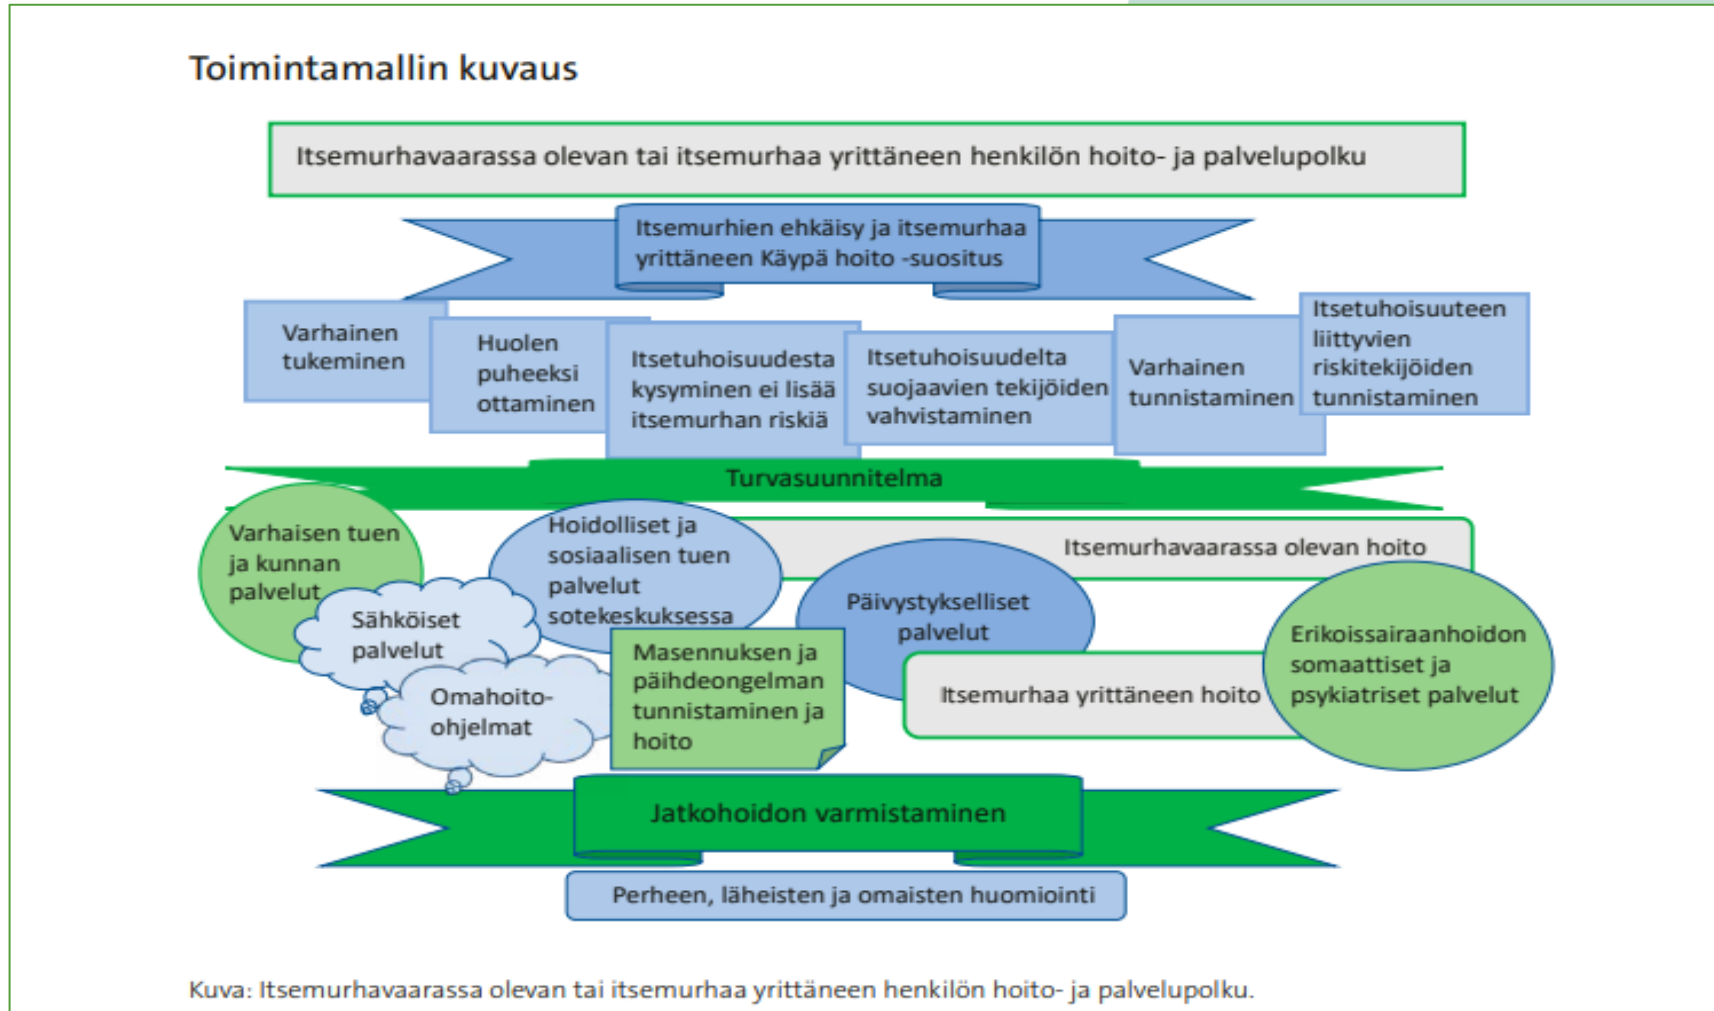 Toimintamallin kuvaus
Itsemurhavaarassa olevan tai itsemurhaa yrittäneen henkilön hoito- ja palvelupolku
Itsemurhien ehkäisy ja itsemurhaa
yrittäneen Käypä hoito -suositus
Varhainen
tukeminen
Huolen
puheeksi
ottaminen
Itsetuhoisuudesta
kysyminen ei lisää
itsemurhan riskiä
Itsetuhoisuudelta
suojaavien tekijöiden
vahvistaminen
Varhainen
tunnistaminen
Itsetuhoisuuteen
liittyvien
riskitekijöiden
tunnistaminen
Turvasuunnitelma
Varhaisen tuen
ja kunnan
palvelut
Sähköiset
palvelut
Omahoito-
ohjelmat
Hoidolliset ja
sosiaalisen tuen
palvelut
sotekeskuksessa
Masennuksen ja
päihdeongelman
tunnistaminen ja
hoito
Itsemurhavaarassa olevan hoito
Päivystykselliset
palvelut
Itsemurhaa yrittäneen hoito
Erikoissairaanhoidon
somaattiset ja
psykiatriset palvelut
Jatkohoidon varmistaminen
Perheen, läheisten ja omaisten huomiointi
Kuva: Itsemurhavaarassa olevan tai itsemurhaa yrittäneen henkilön hoito- ja palvelupolku.